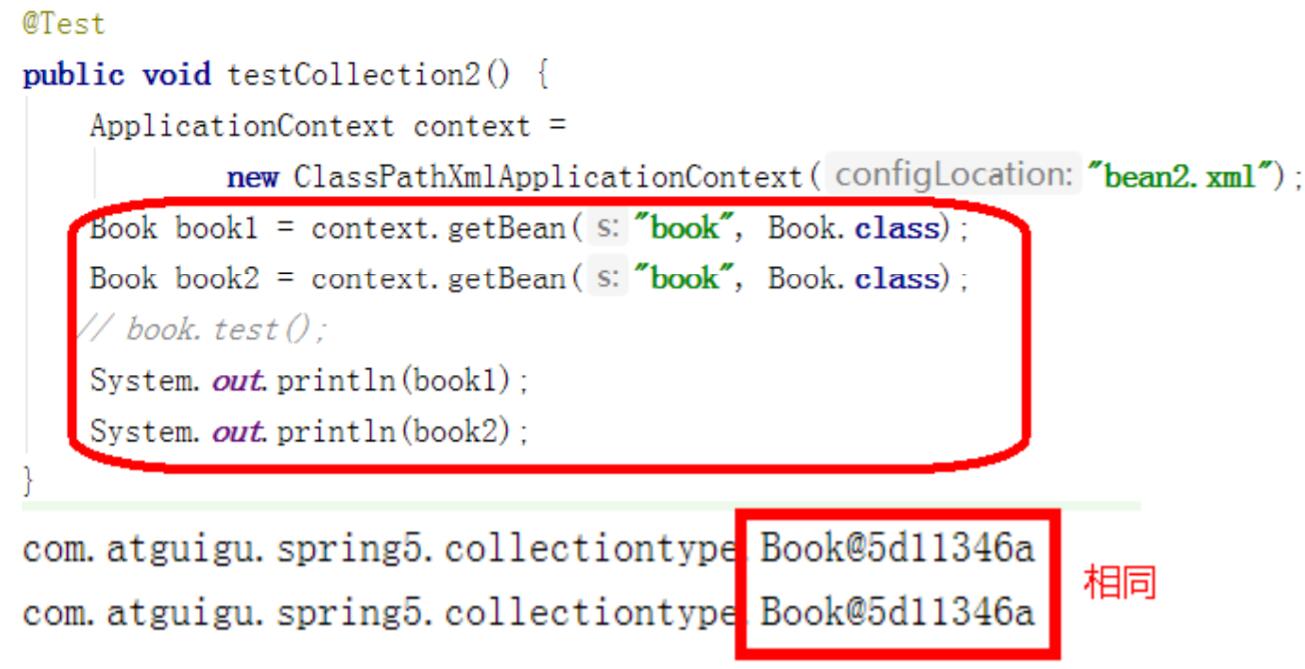 @Test
public void testCollection2() {
ApplicationContext context =
new ClassPathXmlApplicationContext( configLocation: "bean2.xml");
Book book1 = context.getBean( s: "book", Book.class);
Book book2 = context.getBean( s: "book", Book.class);
// book.test();
System.out.println(book1);
System.out.println(book2);
}
com.atguigu.spring5.collectiontype.Book@5d11346a
com.atguigu.spring5.collectiontype.Book@5d11346a
相同